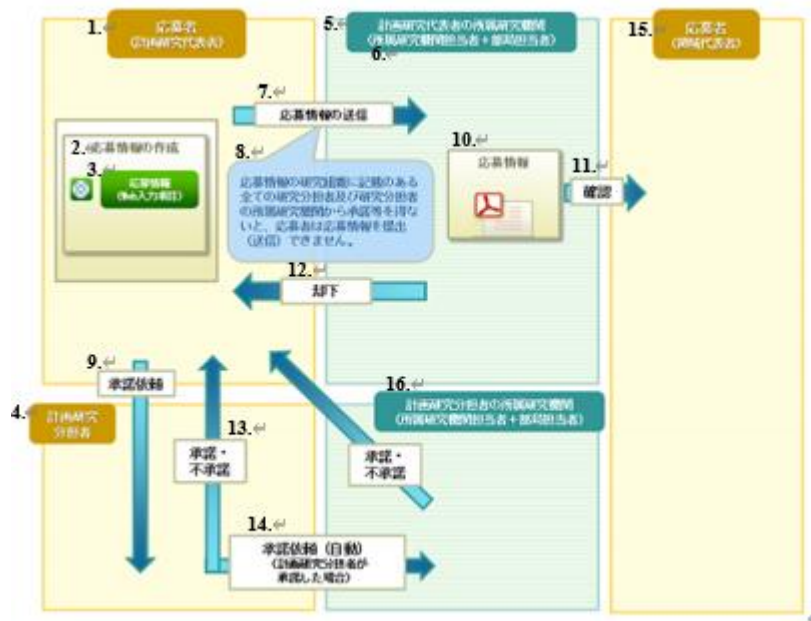 1.↵
応募者
(計画研究代表者)
5.↵
計画研究代表者の所属研究機関
(所属研究機関担当者+部局担当者)
6.↵
15.↵
応募者
(領域代表者)
7.↵
応募情報の送信
2.↵
応募情報の作成
3.↵
応募情報
(Web入力項目)
8.↵
応募情報の研究組織に記載のある
全ての研究分担者及び研究分担者
の所属研究機関から承諾等を得な
いと、応募者は応募情報を提出
(送信)できません。
10.↵
応募情報
11.↵
確認
12.↵
却下
9.↵
承諾依頼
16.↵
計画研究分担者の所属研究機関
(所属研究機関担当者+部局担当者)
4.↵
計画研究
分担者
13.↵
承諾・
不承諾
承諾・
不承諾
14.↵
承諾依頼(自動)
(計画研究分担者が
承諾した場合)